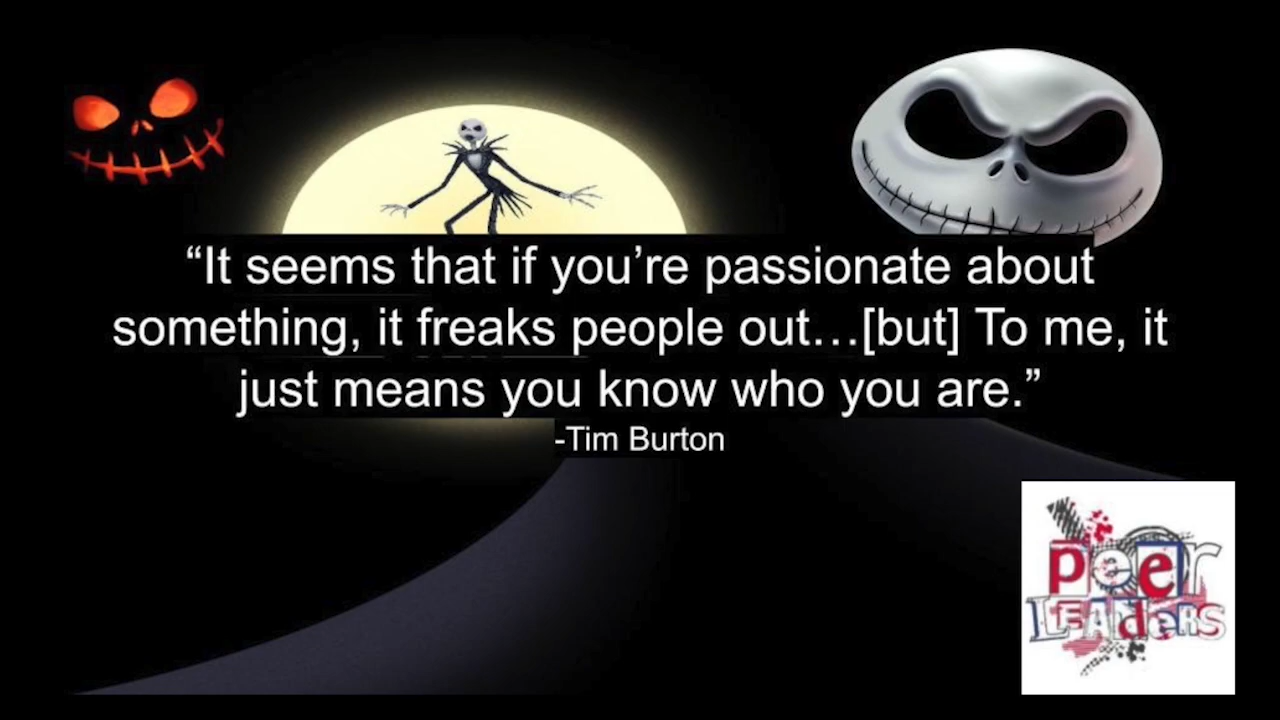 “It seems that if you’re passionate about
something, it freaks people out…[but] To me, it
just means you know who you are.”
-Tim Burton
peer
LEADERS